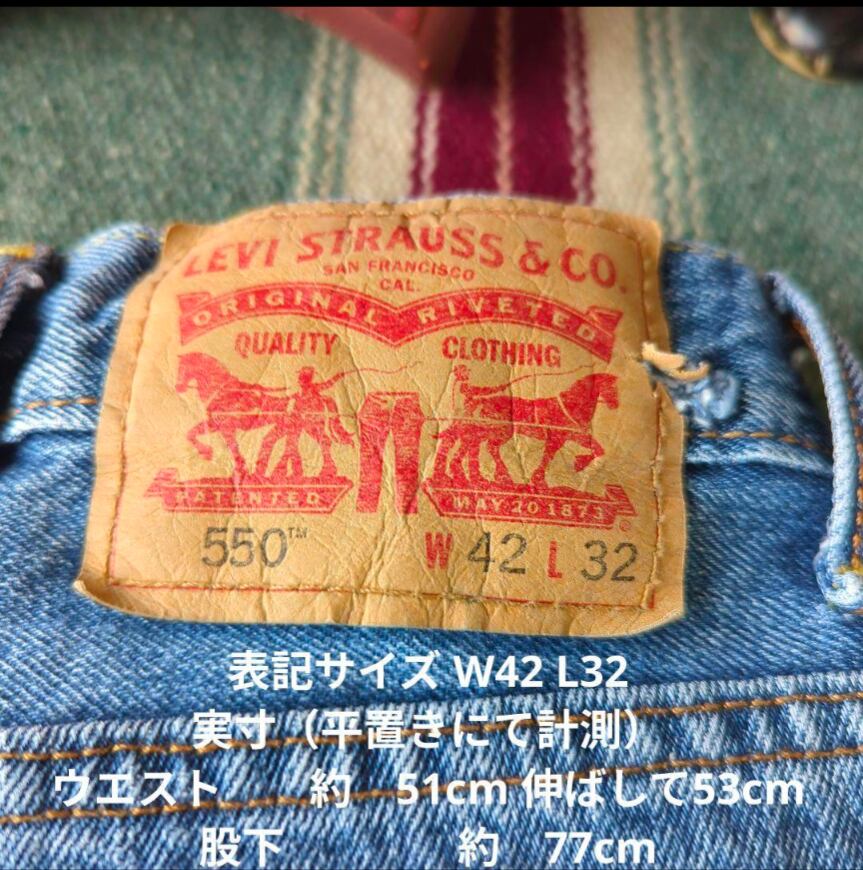 LEVI STRAUSS & CO.
SAN FRANCISCO
CAL.
ORIGINAL RIVETED
QUALITY CLOTHING
PATENTED MAY 20 1873
550™ W 42 L 32
表記サイズ W42 L32
実寸（平置きにて計測）
ウエスト 約 51cm 伸ばして53cm
股下 約 77cm